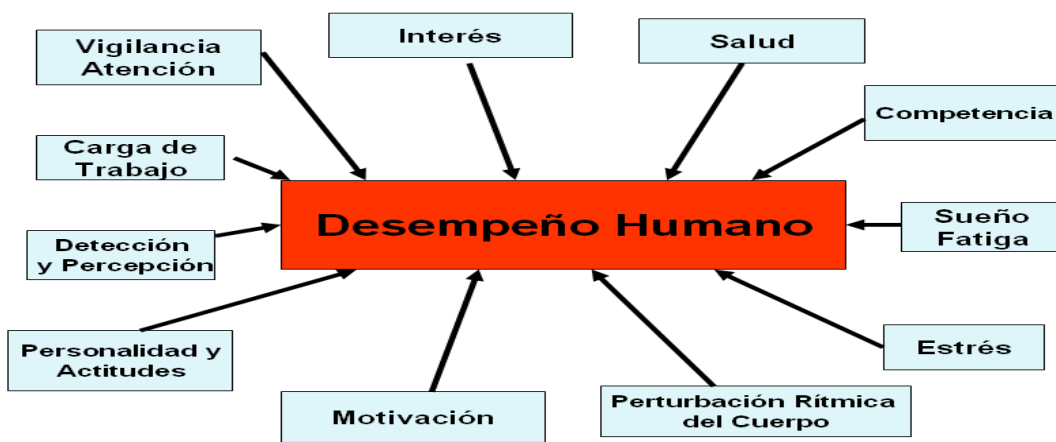 Vigilancia
Atención
Interés
Salud
Competencia
Carga de
Trabajo
Desempeño Humano
Sueño
Fatiga
Detección
y Percepción
Personalidad y
Actitudes
Motivación
Perturbación Rítmica
del Cuerpo
Estrés